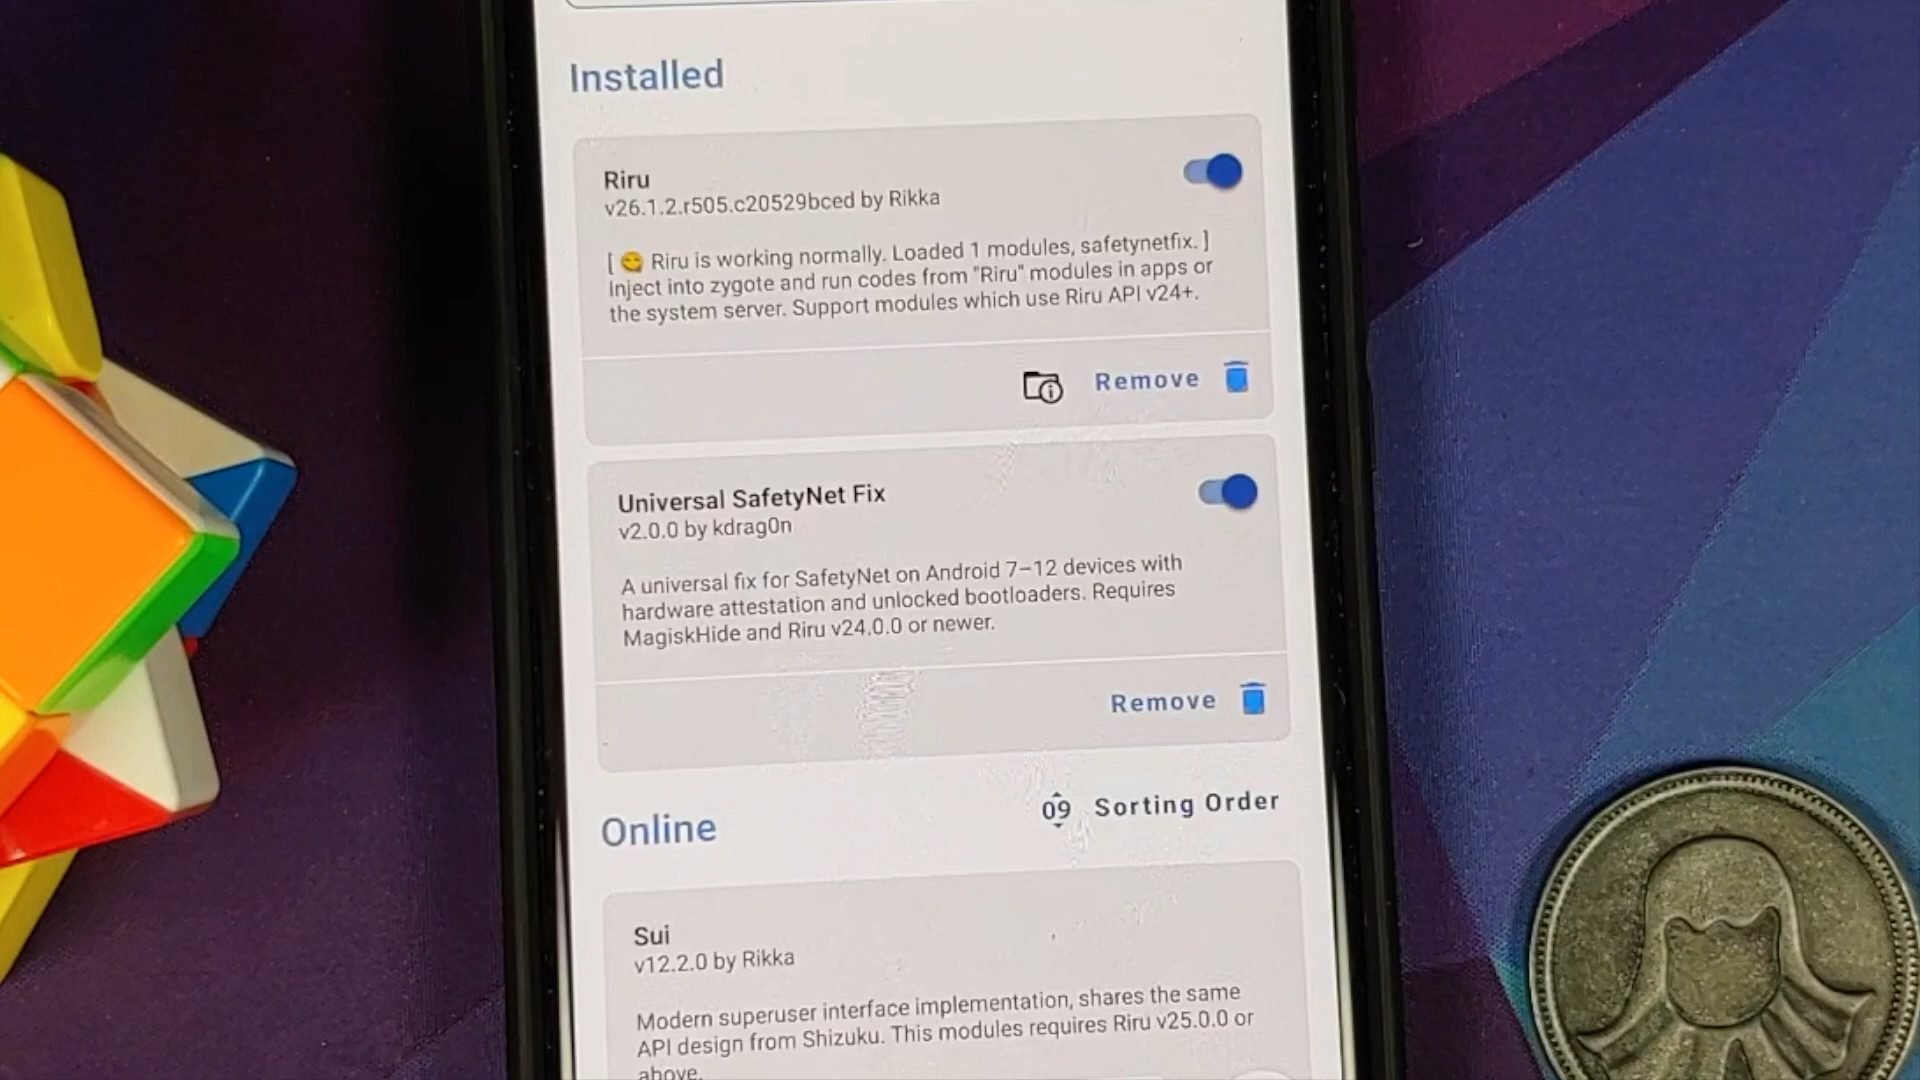 Installed
Riru
v26.1.2.r505.c20529bced by Rikka
[ 😋 Riru is working normally. Loaded 1 modules, safetynetfix. ]
Inject into zygote and run codes from "Riru" modules in apps or
the system server. Support modules which use Riru API v24+.
Remove
Universal SafetyNet Fix
v2.0.0 by kdrag0n
A universal fix for SafetyNet on Android 7–12 devices with
hardware attestation and unlocked bootloaders. Requires
MagiskHide and Riru v24.0.0 or newer.
Remove
Online
09 Sorting Order
Sui
v12.2.0 by Rikka
Modern superuser interface implementation, shares the same
API design from Shizuku. This modules requires Riru v25.0.0 or
above.